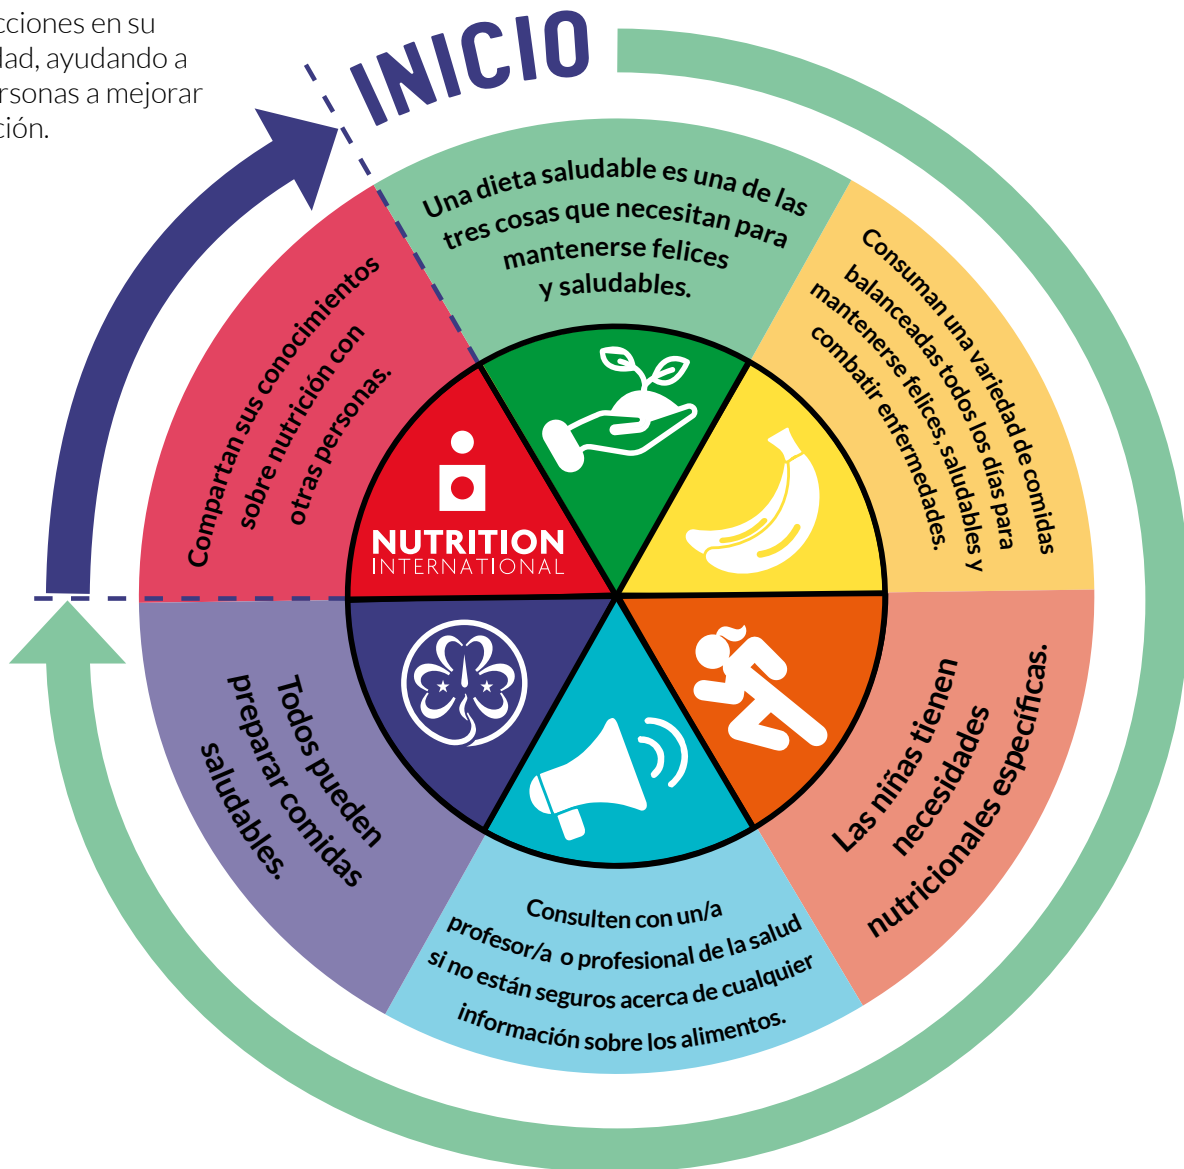 cciones en su
dad, ayudando a
ersonas a mejorar
ción.
INICIO
Una dieta saludable es una de las
tres cosas que necesitan para
mantenerse felices
y saludables.
Consuman una variedad de comidas
balanceadas todos los días para
mantenerse felices, saludables y
combatir enfermedades.
Las niñas tienen
necesidades
nutricionales específicas.
Consulten con un/a
profesor/a o profesional de la salud
si no están seguros acerca de cualquier
información sobre los alimentos.
Todos pueden
preparar comidas
saludables.
Compartan sus conocimientos
sobre nutrición con
otras personas.
NUTRITION
INTERNATIONAL